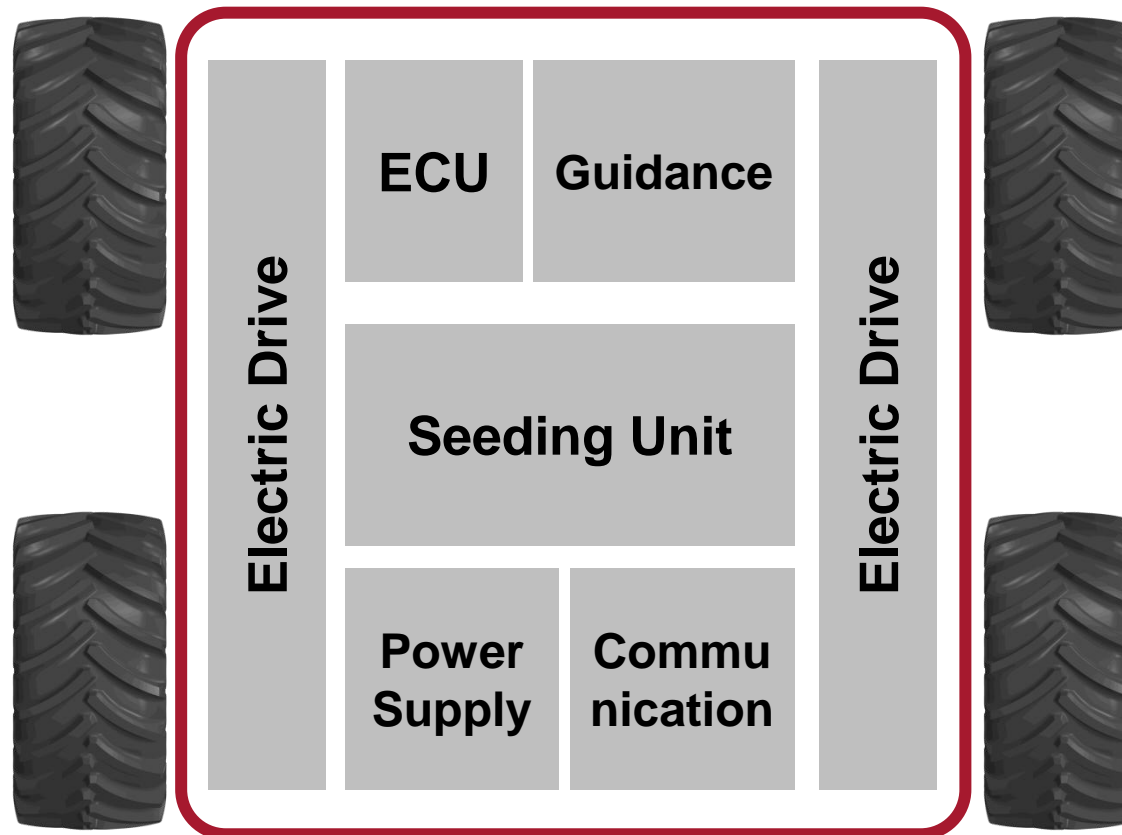 ECU
Guidance
Electric Drive
Seeding Unit
Electric Drive
Power
Supply
Commu
nication